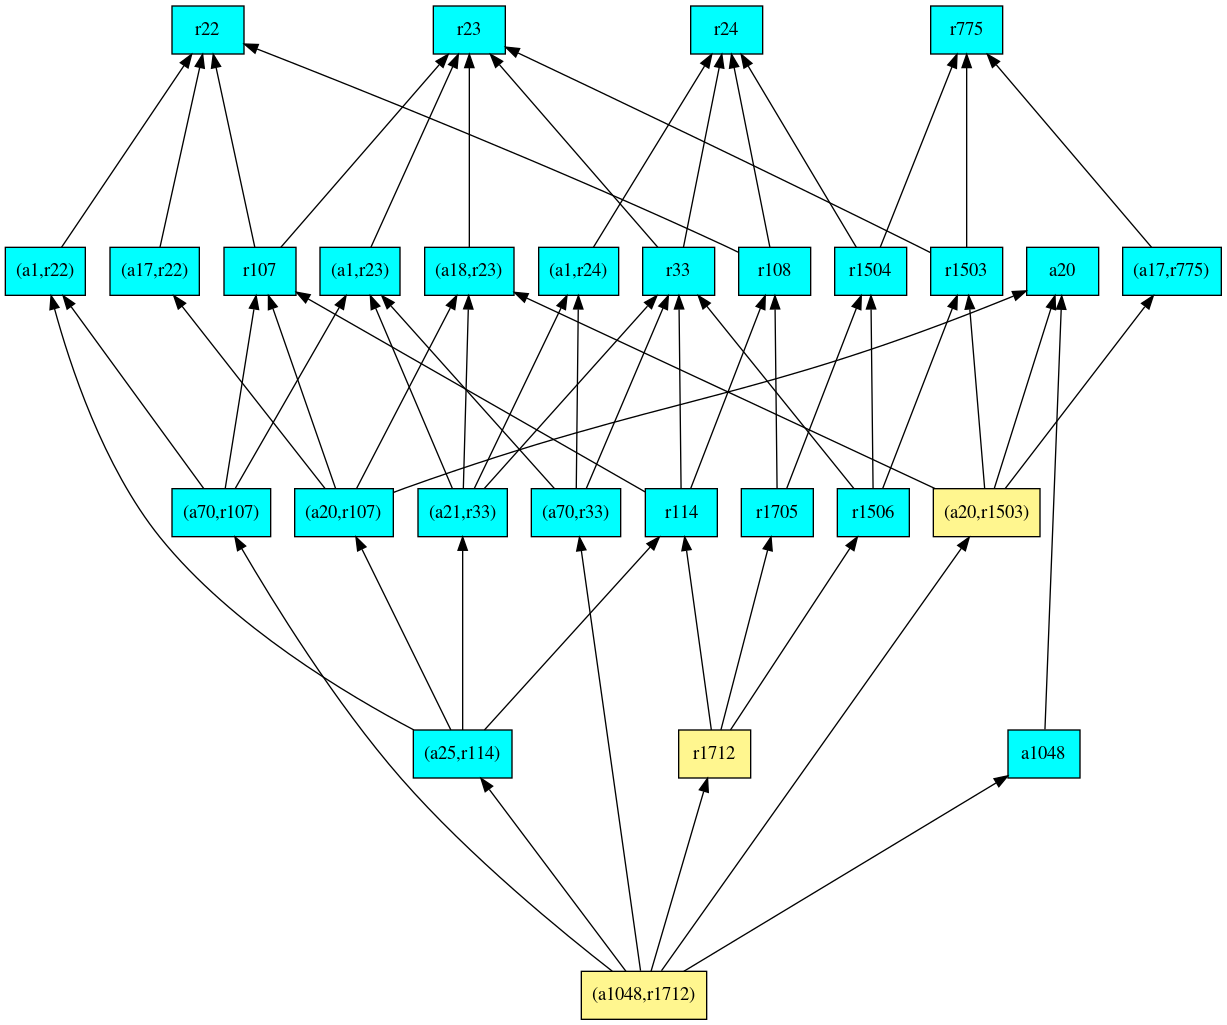 r22
r23
r24
r775
(a1,r22)
(a17,r22)
r107
(a1,r23)
(a18,r23)
(a1,r24)
r33
r108
r1504
r1503
a20
(a17,r775)
(a70,r107)
(a20,r107)
(a21,r33)
(a70,r33)
r114
r1705
r1506
(a20,r1503)
(a25,r114)
r1712
a1048
(a1048,r1712)